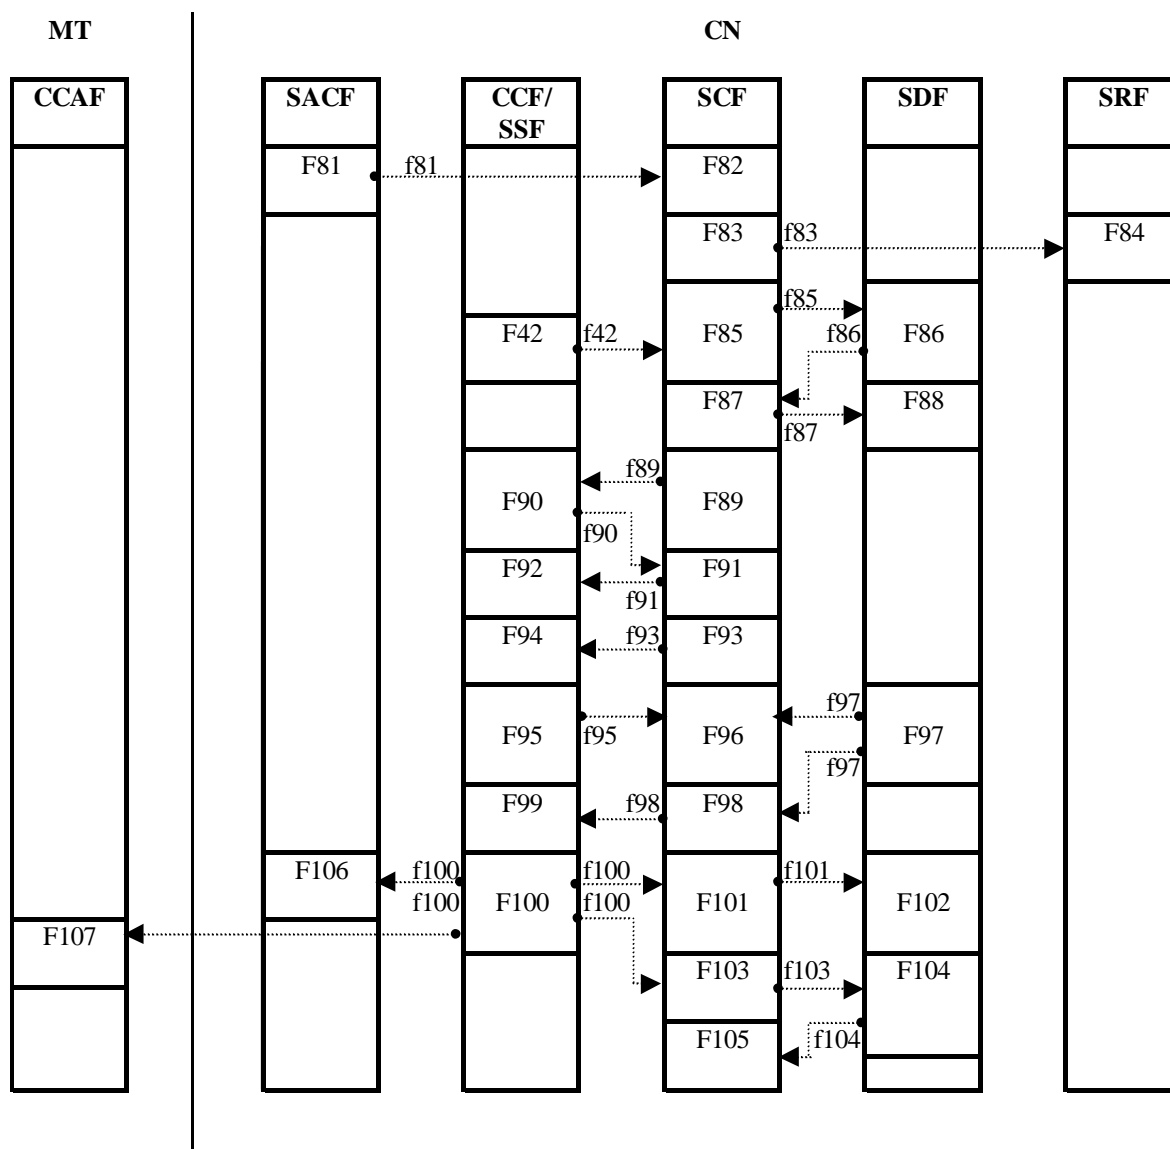 MT CN
CCAF SACF CCF/ SCF SDF SRF
SSF
F81 f81 F82
F83 f83 F84
f85
F42 f42 F85 f86 F86
F87 F88
f87
f89
F90 F89
f90
F92 F91
f91
F94 f93 F93
f97
F95 f95 F96 F97
f97
F99 f98 F98
F106 f100 f100 f101
f100 F100 f100 F101 F102
F107
F103 f103 F104
F105 f104